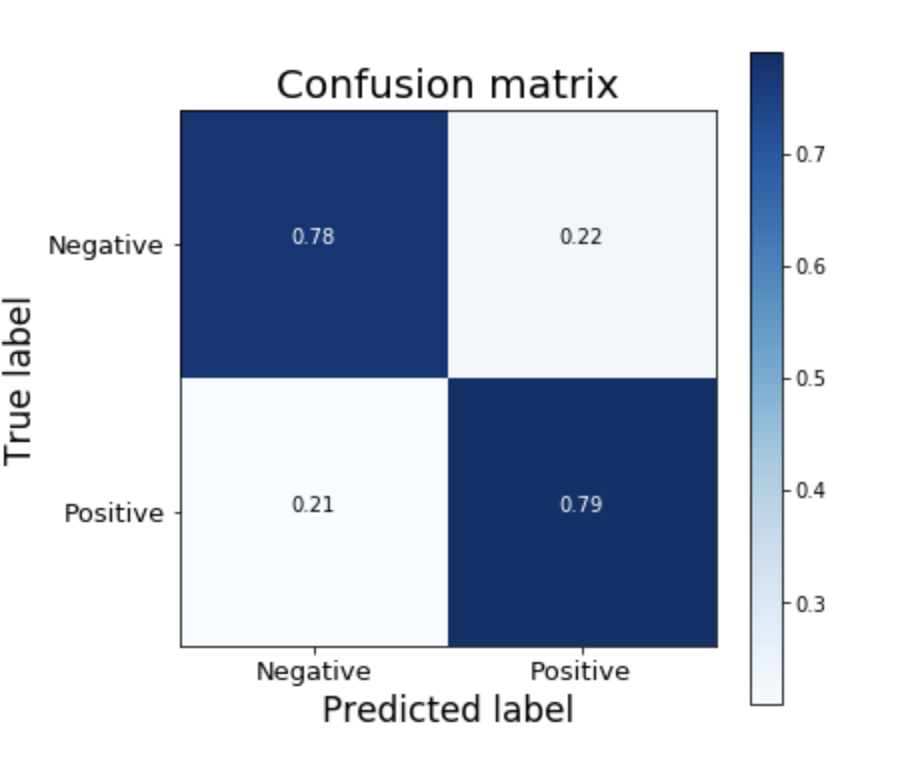 Confusion matrix
True label
Negative
0.78
0.22
Positive
0.21
0.79
Negative
Positive
Predicted label
0.7
0.6
0.5
0.4
0.3